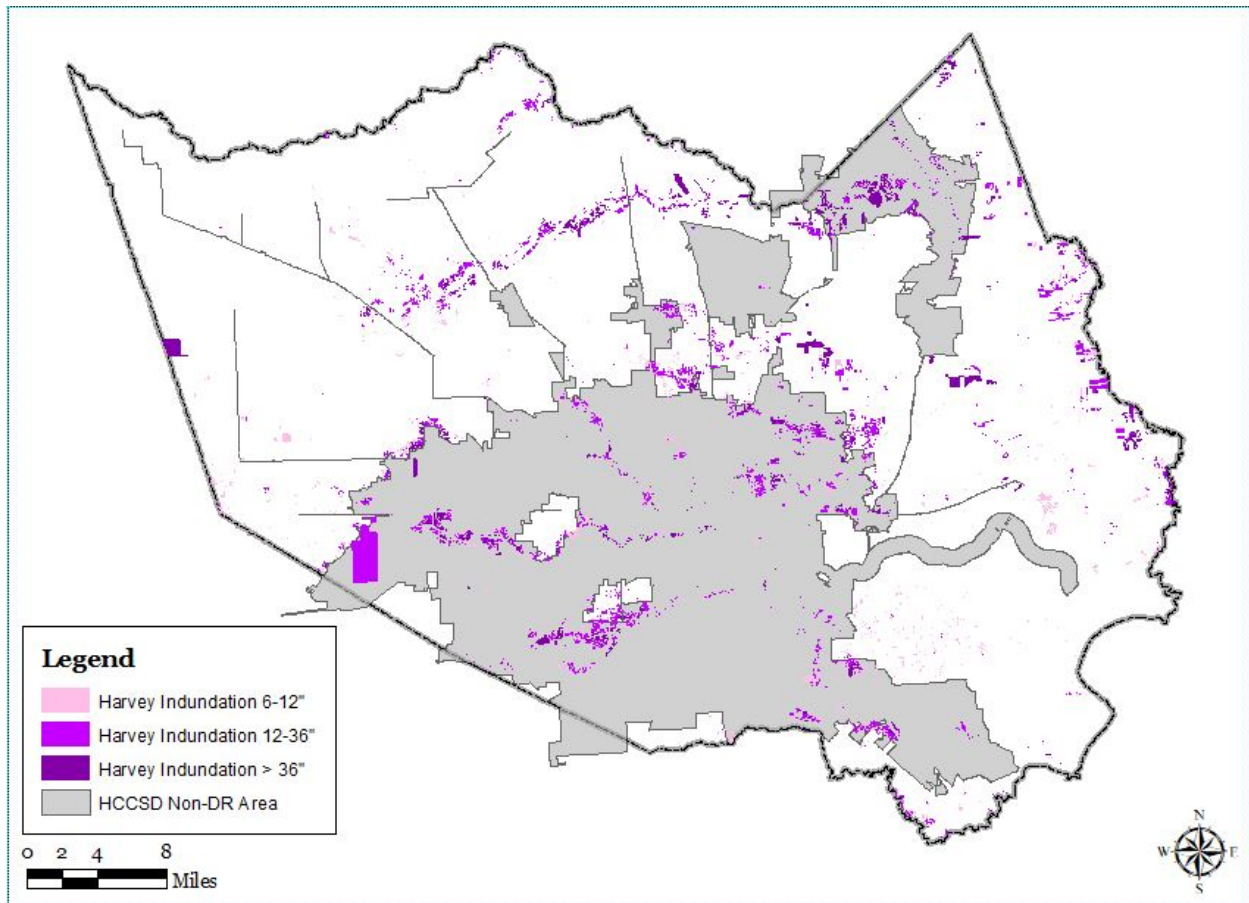 Legend
Harvey Indundation 6-12"
Harvey Indundation 12-36"
Harvey Indundation > 36"
HCCSD Non-DR Area
0 2 4 8
Miles
N
W E
S